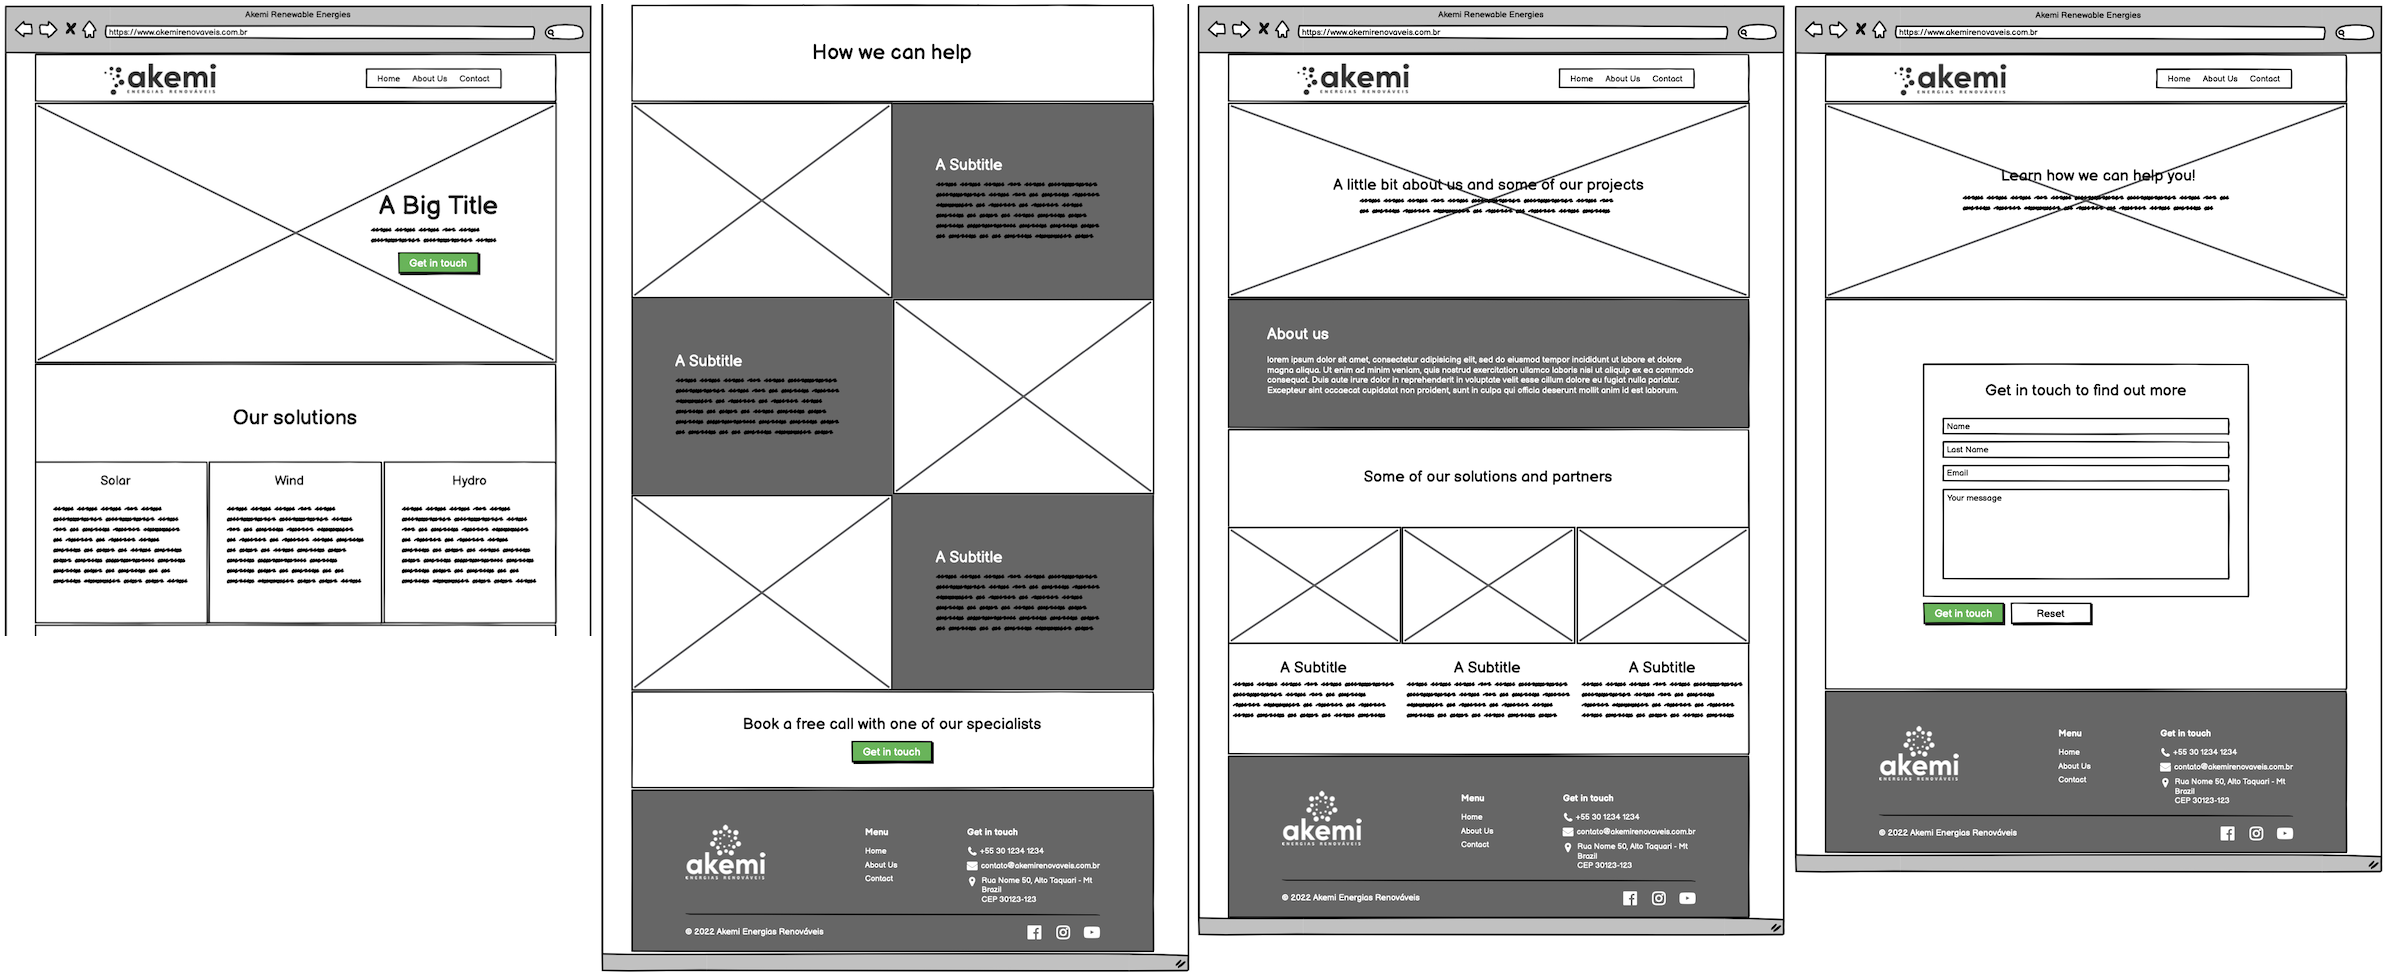 Akemi Renewable Energies
https://www.akemirenovaveis.com.br
akemi
ENERGIAS RENOVÁVEIS
Home About Us Contact
A Big Title
Get in touch
Our solutions
Solar
Wind
Hydro
How we can help
A Subtitle
A Subtitle
A Subtitle
Book a free call with one of our specialists
Get in touch
akemi
ENERGIAS RENOVÁVEIS
Menu
Home
About Us
Contact
Get in touch
+55 30 1234 1234
contato@akemirenovaveis.com.br
Rua Nome 50, Alto Taquari - Mt
Brazil
CEP 30123-123
© 2022 Akemi Energias Renováveis
Akemi Renewable Energies
https://www.akemirenovaveis.com.br
akemi
ENERGIAS RENOVÁVEIS
Home About Us Contact
A little bit about us and some of our projects
About us
lorem ipsum dolor sit amet, consectetur adipisicing elit, sed do eiusmod tempor incididunt ut labore et dolore
magna aliqua. Ut enim ad minim veniam, quis nostrud exercitation ullamco laboris nisi ut aliquip ex ea commodo
consequat. Duis aute irure dolor in reprehenderit in voluptate velit esse cillum dolore eu fugiat nulla pariatur.
Excepteur sint occaecat cupidatat non proident, sunt in culpa qui officia deserunt mollit anim id est laborum.
Some of our solutions and partners
A Subtitle
A Subtitle
A Subtitle
akemi
ENERGIAS RENOVÁVEIS
Menu
Home
About Us
Contact
Get in touch
+55 30 1234 1234
contato@akemirenovaveis.com.br
Rua Nome 50, Alto Taquari - Mt
Brazil
CEP 30123-123
© 2022 Akemi Energias Renováveis
Akemi Renewable Energies
https://www.akemirenovaveis.com.br
akemi
ENERGIAS RENOVÁVEIS
Home About Us Contact
Learn how we can help you!
Get in touch to find out more
Name
Last Name
Email
Your message
Get in touch
Reset
akemi
ENERGIAS RENOVÁVEIS
Menu
Home
About Us
Contact
Get in touch
+55 30 1234 1234
contato@akemirenovaveis.com.br
Rua Nome 50, Alto Taquari - Mt
Brazil
CEP 30123-123
© 2022 Akemi Energias Renováveis